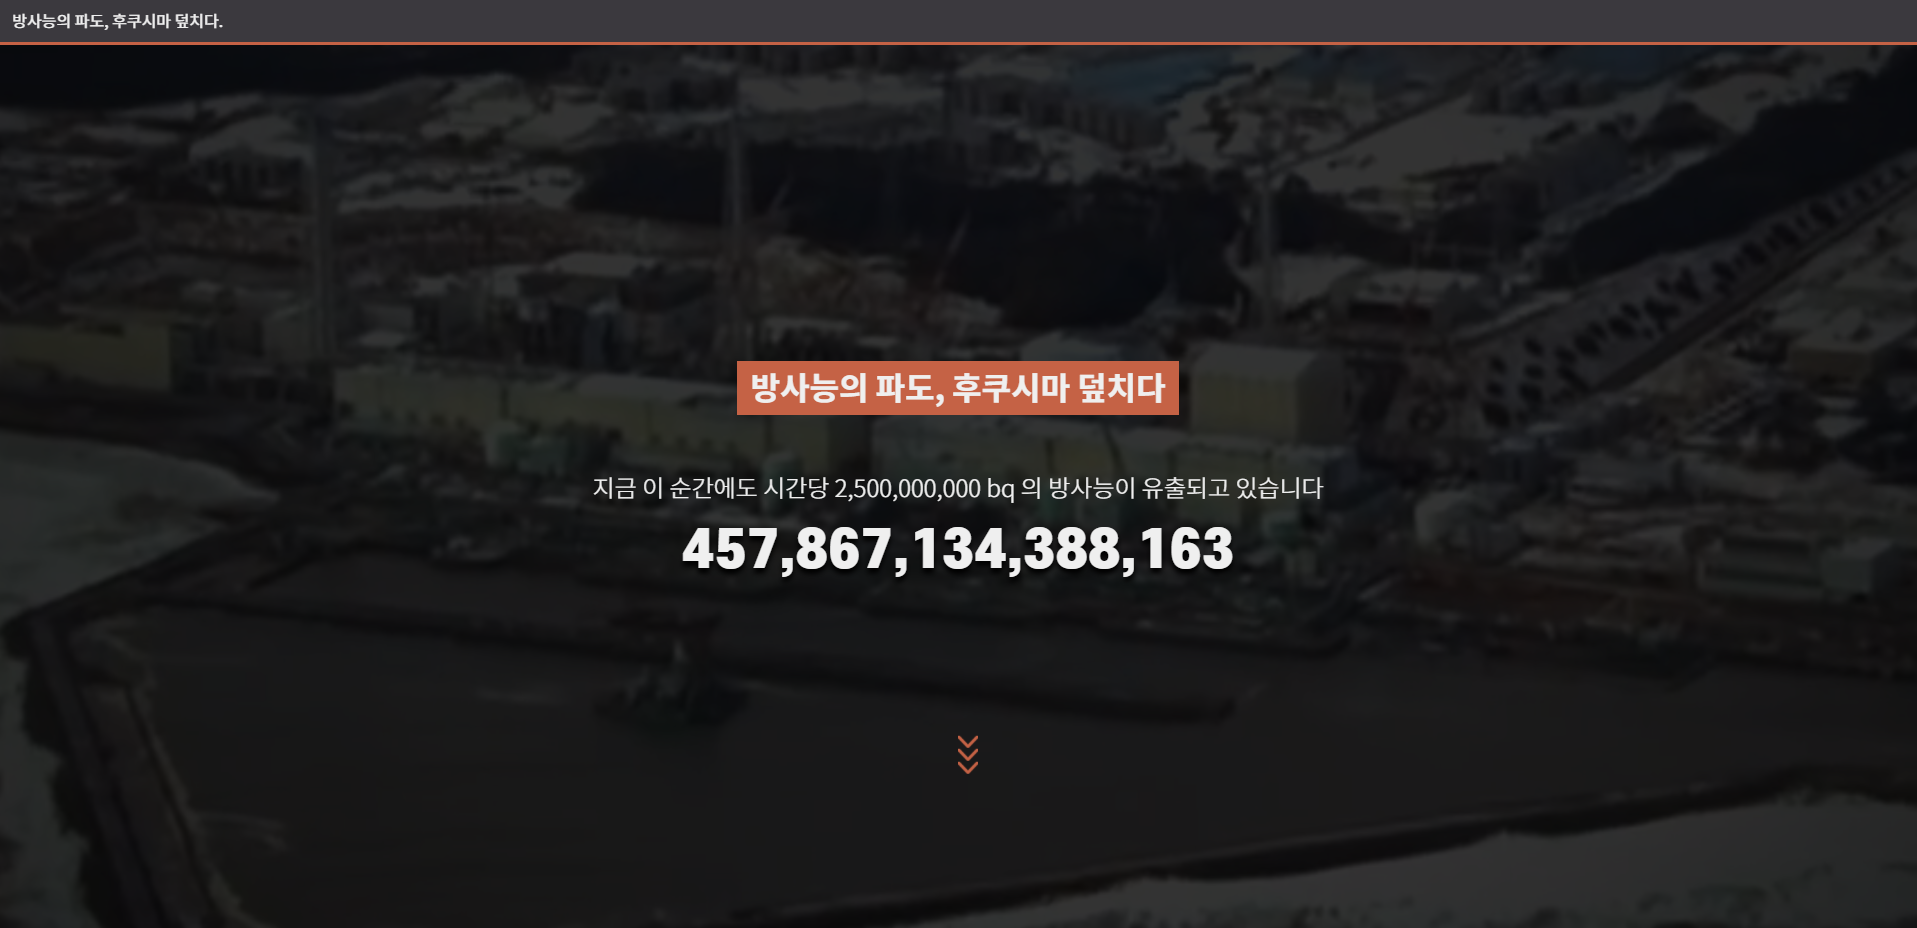 방사능의 파도, 후쿠시마 덮치다.
방사능의 파도, 후쿠시마 덮치다
지금 이 순간에도 시간당 2,500,000,000 bq 의 방사능이 유출되고 있습니다
457,867,134,388,163